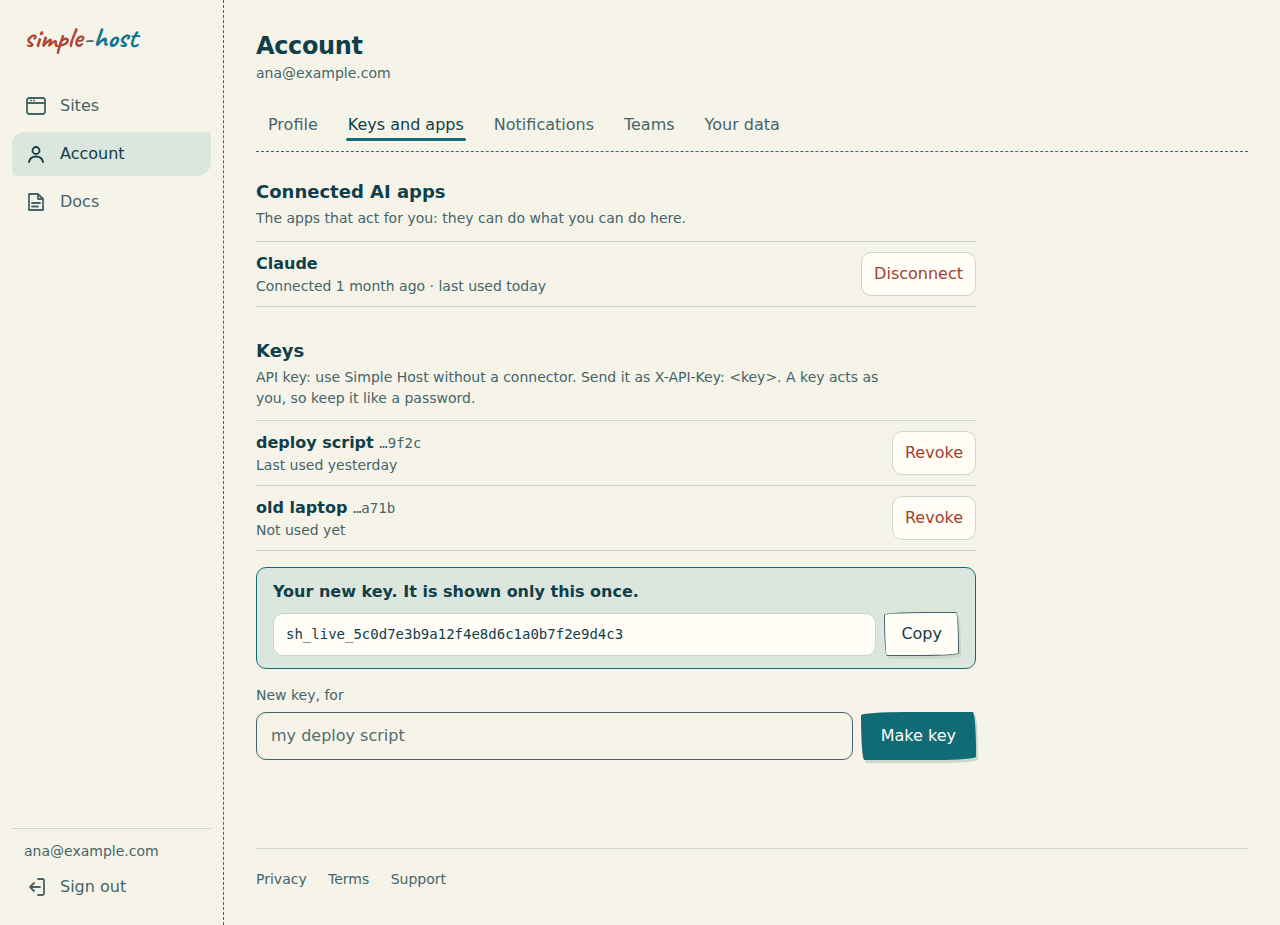 simple-host
Sites
Account
Docs
ana@example.com
Sign out
Account
ana@example.com
Profile
Keys and apps
Notifications
Teams
Your data
Connected AI apps
The apps that act for you: they can do what you can do here.
Claude
Connected 1 month ago · last used today
Disconnect
Keys
API key: use Simple Host without a connector. Send it as X-API-Key: <key>. A key acts as
you, so keep it like a password.
deploy script …9f2c
Last used yesterday
Revoke
old laptop …a71b
Not used yet
Revoke
Your new key. It is shown only this once.
sh_live_5c0d7e3b9a12f4e8d6c1a0b7f2e9d4c3
Copy
New key, for
my deploy script
Make key
Privacy
Terms
Support